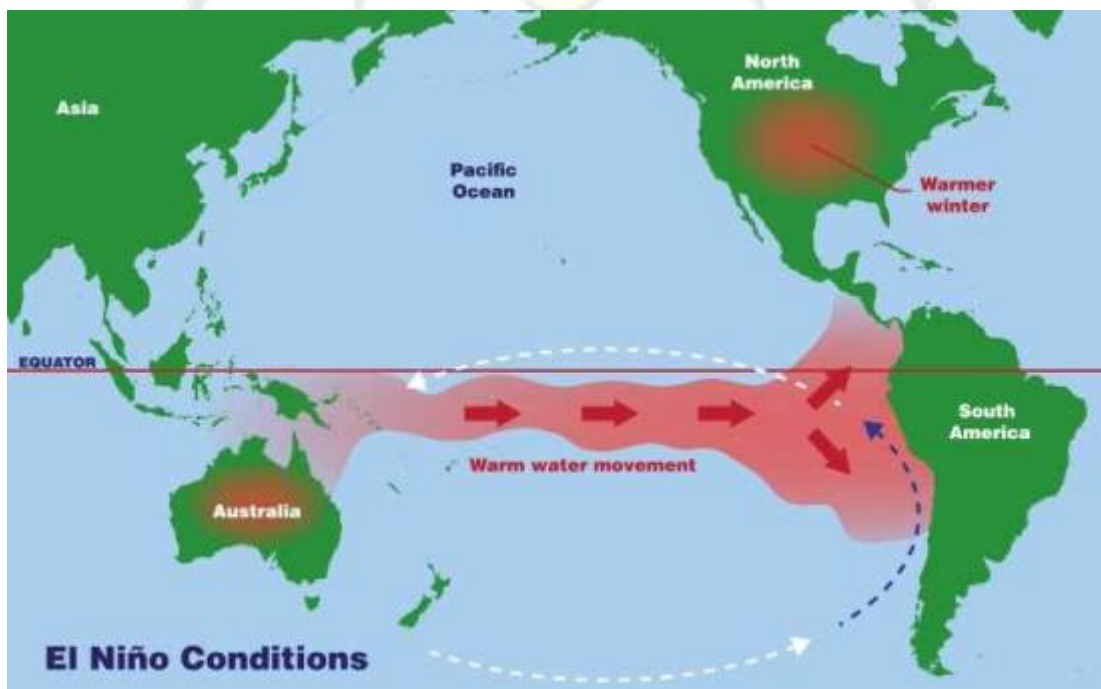 North
America
Asia
Pacific
Ocean
Warmer
winter
EQUATOR
South
America
Warm water movement
Australia
El Niño Conditions